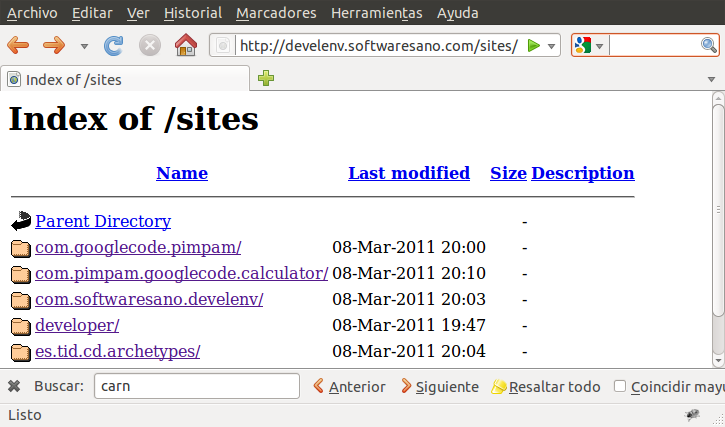 Archivo Editar Ver Historial Marcadores Herramientas Ayuda
http://develenv.softwaresano.com/sites/
Index of /sites
Index of /sites
Name Last modified Size Description
Parent Directory -
com.googlecode.pimpam/ 08-Mar-2011 20:00 -
com.pimpam.googlecode.calculator/ 08-Mar-2011 20:10 -
com.softwaresano.develenv/ 08-Mar-2011 20:03 -
developer/ 08-Mar-2011 19:47 -
es.tid.cd.archetypes/ 08-Mar-2011 20:04 -
Buscar: carn Anterior Siguiente Resaltar todo Coincidir mayu
Listo